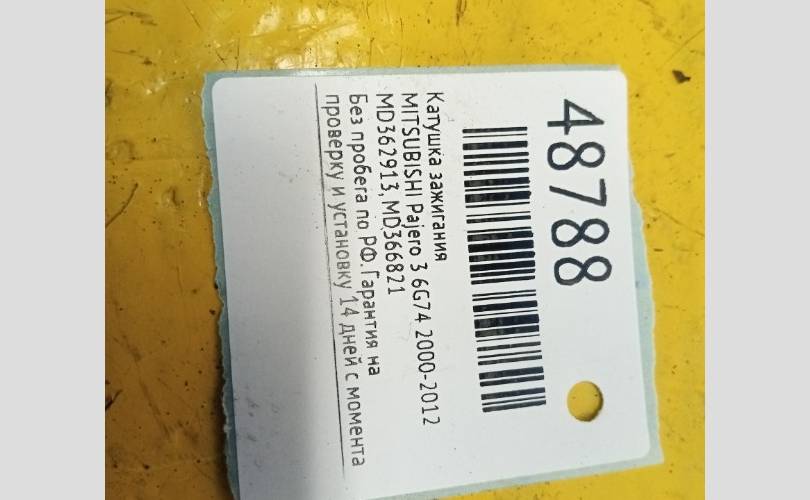 48788
Катушка зажигания
MITSUBISHI Pajero 3 6G74 2000-2012
MD362913, MD366821
Без пробега по РФ. Гарантия на
проверку и установку 14 дней с момента